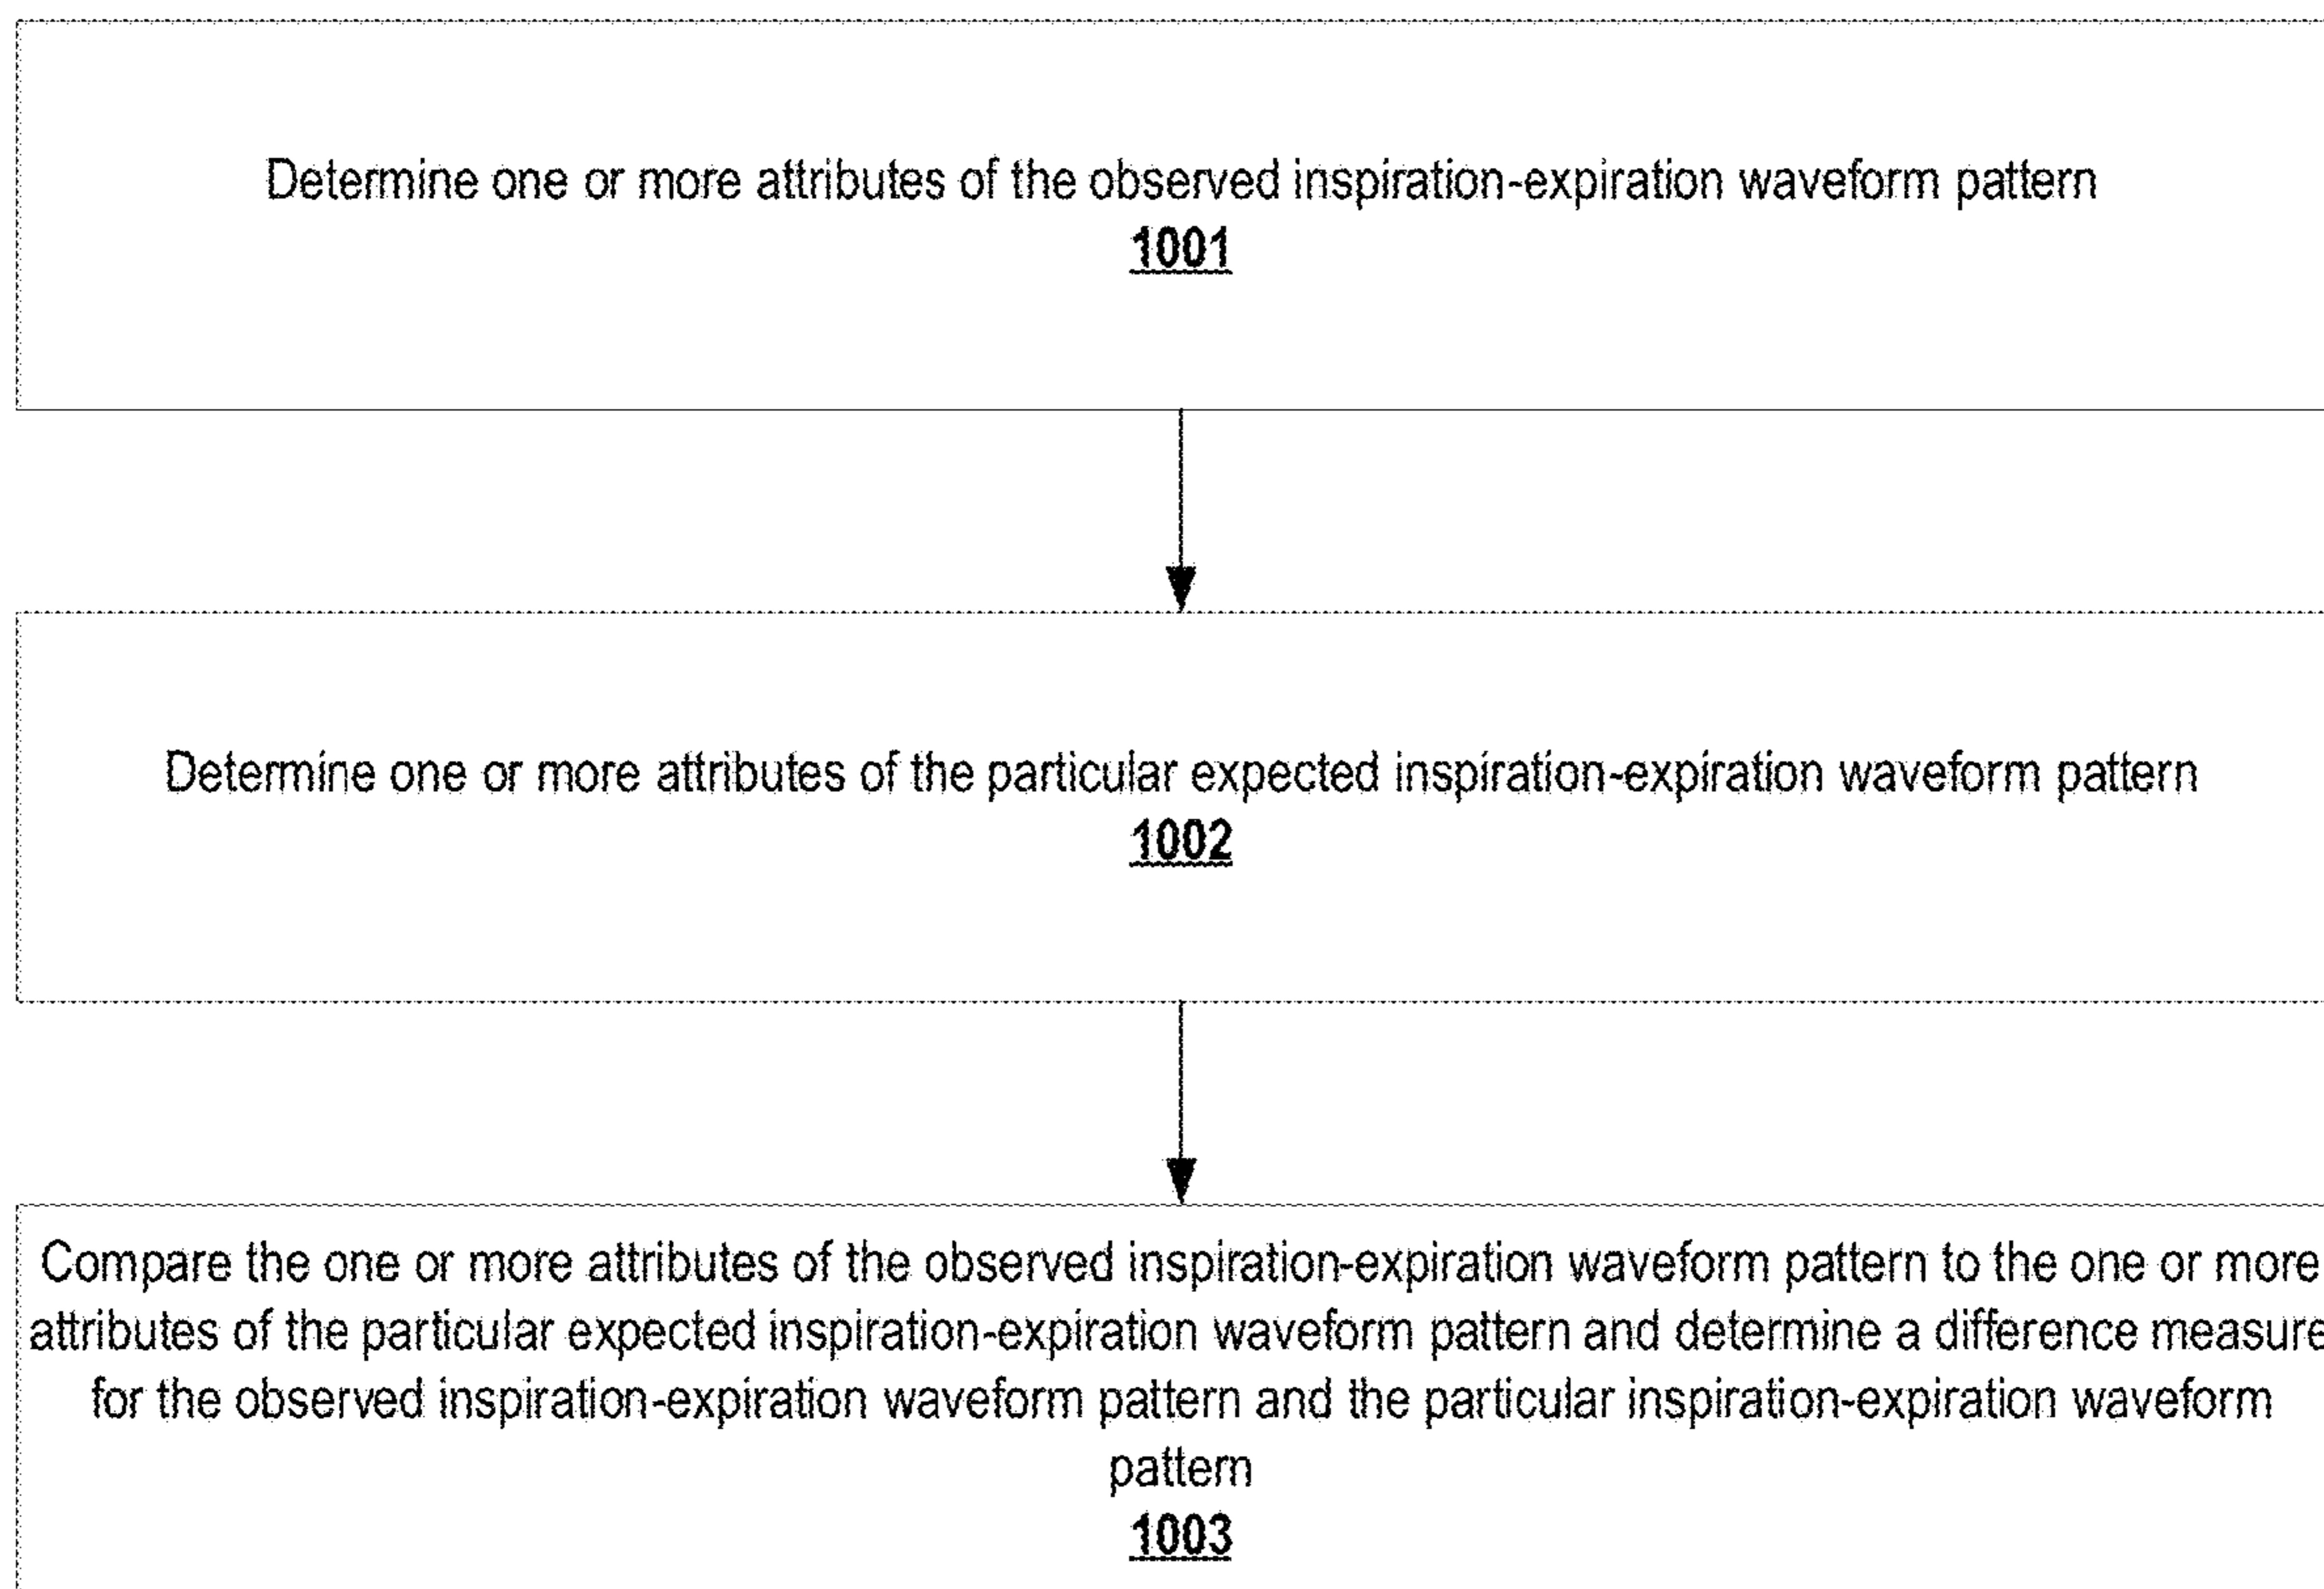 Determine one or more attributes of the observed inspiration-expiration waveform pattern
1001
Determine one or more attributes of the particular expected inspiration-expiration waveform pattern
1002
Compare the one or more attributes of the observed inspiration-expiration waveform pattern to the one or more
attributes of the particular expected inspiration-expiration waveform pattern and determine a difference measure
for the observed inspiration-expiration waveform pattern and the particular inspiration-expiration waveform
pattern
1003